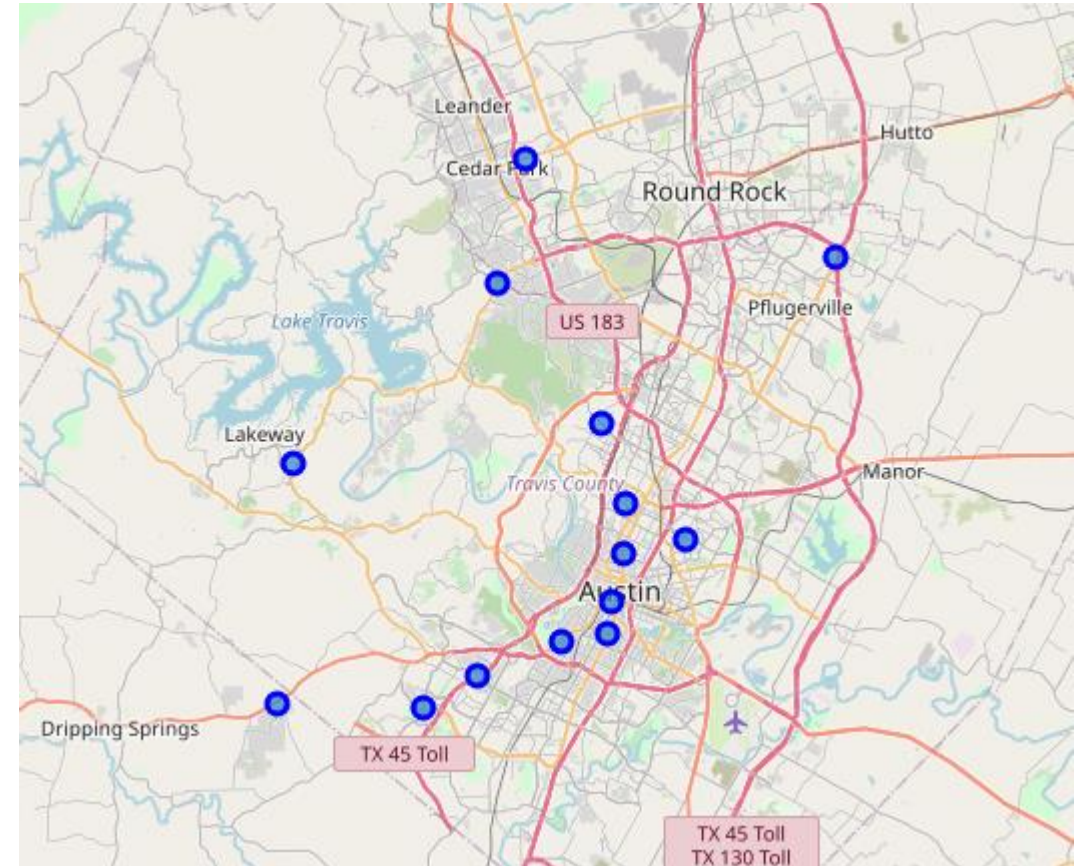 Leander
Hutto
Cedar Park
Round Rock
Pflugerville
Lake Travis
US 183
Lakeway
Manor
Travis County
Austin
Dripping Springs
TX 45 Toll
TX 45 Toll
TX 130 Toll